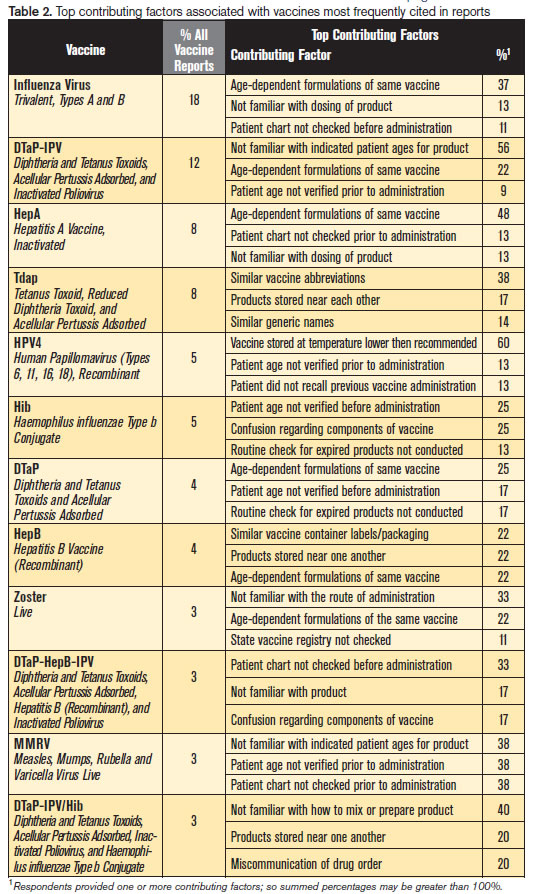 Table 2. Top contributing factors associated with vaccines most frequently cited in reports
Vaccine
% All
Vaccine
Reports
Top Contributing Factors
Contributing Factor
%1
Influenza Virus
Trivalent, Types A and B
18
Age-dependent formulations of same vaccine
37
Not familiar with dosing of product
13
Patient chart not checked before administration
11
DTaP-IPV
Diphtheria and Tetanus Toxoids,
Acellular Pertussis Adsorbed, and
Inactivated Poliovirus
12
Not familiar with indicated patient ages for product
56
Age-dependent formulations of same vaccine
22
Patient age not verified prior to administration
9
HepA
Hepatitis A Vaccine,
Inactivated
8
Age-dependent formulations of same vaccine
48
Patient chart not checked prior to administration
13
Not familiar with dosing of product
13
Tdap
Tetanus Toxoid, Reduced
Diphtheria Toxoid, and
Acellular Pertussis Adsorbed
8
Similar vaccine abbreviations
38
Products stored near each other
17
Similar generic names
14
HPV4
Human Papillomavirus (Types
6, 11, 16, 18), Recombinant
5
Vaccine stored at temperature lower then recommended
60
Patient age not verified prior to administration
13
Patient did not recall previous vaccine administration
13
Hib
Haemophilus influenzae Type b
Conjugate
5
Patient age not verified before administration
25
Confusion regarding components of vaccine
25
Routine check for expired products not conducted
13
DTaP
Diphtheria and Tetanus
Toxoids and Acellular
Pertussis Adsorbed
4
Age-dependent formulations of same vaccine
25
Patient age not verified before administration
17
Routine check for expired products not conducted
17
HepB
Hepatitis B Vaccine
(Recombinant)
4
Similar vaccine container labels/packaging
22
Products stored near one another
22
Age-dependent formulations of same vaccine
22
Zoster
Live
3
Not familiar with the route of administration
33
Age-dependent formulations of the same vaccine
22
State vaccine registry not checked
11
DTaP-HepB-IPV
Diphtheria and Tetanus Toxoids,
Acellular Pertussis Adsorbed,
Hepatitis B (Recombinant), and
Inactivated Poliovirus
3
Patient chart not checked before administration
33
Not familiar with product
17
Confusion regarding components of vaccine
17
MMRV
Measles, Mumps, Rubella and
Varicella Virus Live
3
Not familiar with indicated patient ages for product
38
Patient age not verified prior to administration
38
Patient chart not checked prior to administration
38
DTaP-IPV/Hib
Diphtheria and Tetanus Toxoids,
Acellular Pertussis Adsorbed, Inac-
tivated Poliovirus, and Haemophi-
lus influenzae Type b Conjugate
3
Not familiar with how to mix or prepare product
40
Products stored near one another
20
Miscommunication of drug order
20
1Respondents provided one or more contributing factors; so summed percentages may be greater than 100%.